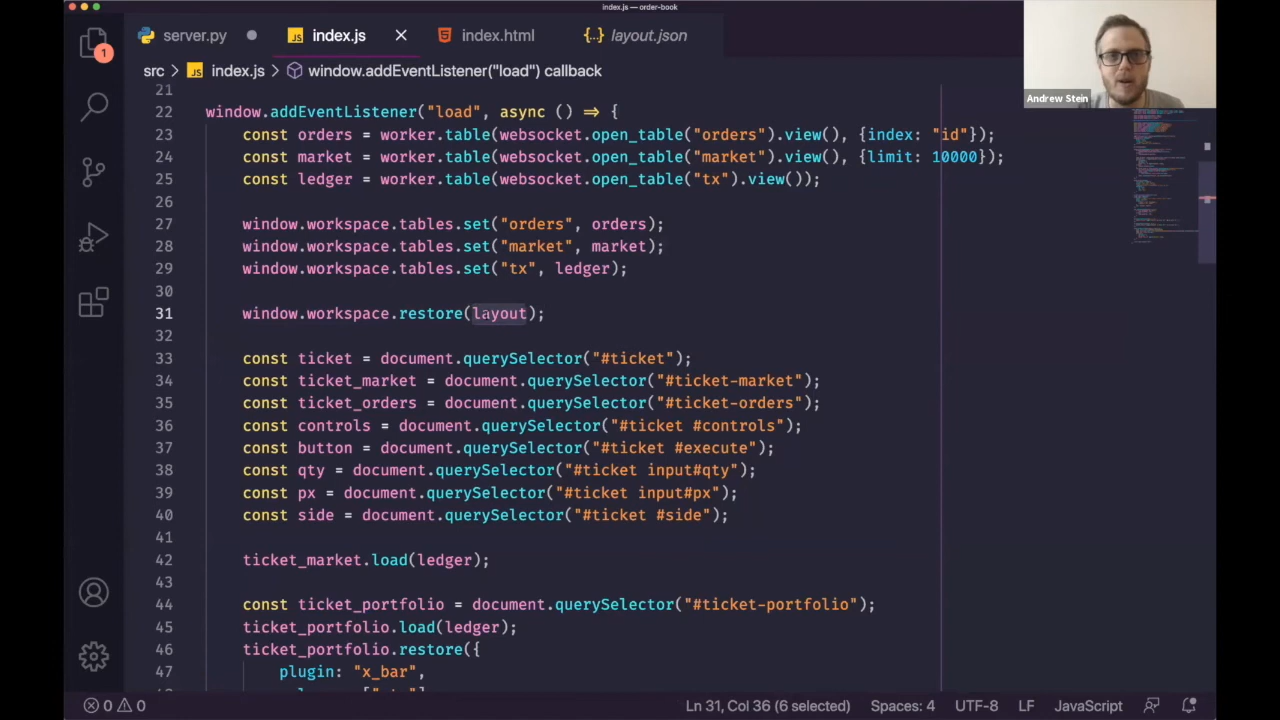 index.js — order-book
server.py
index.js
index.html
layout.json
src > index.js > window.addEventListener("load") callback
Andrew Stein
1
21
22 window.addEventListener("load", async () ⇒ {
23 const orders = worker.table(websocket.open_table("orders").view(), {index: "id"});
24 const market = worker.table(websocket.open_table("market").view(), {limit: 10000});
25 const ledger = worker.table(websocket.open_table("tx").view());
26
27 window.workspace.tables.set("orders", orders);
28 window.workspace.tables.set("market", market);
29 window.workspace.tables.set("tx", ledger);
30
31 window.workspace.restore(layout);
32
33 const ticket = document.querySelector("#ticket");
34 const ticket_market = document.querySelector("#ticket-market");
35 const ticket_orders = document.querySelector("#ticket-orders");
36 const controls = document.querySelector("#ticket #controls");
37 const button = document.querySelector("#ticket #execute");
38 const qty = document.querySelector("#ticket input#qty");
39 const px = document.querySelector("#ticket input#px");
40 const side = document.querySelector("#ticket #side");
41
42 ticket_market.load(ledger);
43
44 const ticket_portfolio = document.querySelector("#ticket-portfolio");
45 ticket_portfolio.load(ledger);
46 ticket_portfolio.restore({
47 plugin: "x_bar",
0 0
Ln 31, Col 36 (6 selected) Spaces: 4 UTF-8 LF JavaScript